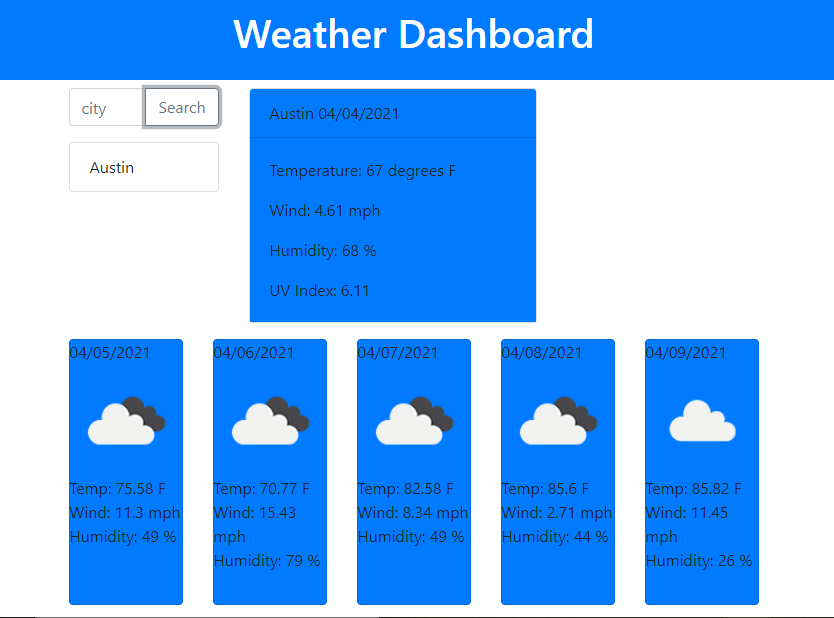 Weather Dashboard
city
Search
Austin
Austin 04/04/2021
Temperature: 67 degrees F
Wind: 4.61 mph
Humidity: 68 %
UV Index: 6.11
04/05/2021
Temp: 75.58 F
Wind: 11.3 mph
Humidity: 49 %
04/06/2021
Temp: 70.77 F
Wind: 15.43
mph
Humidity: 79 %
04/07/2021
Temp: 82.58 F
Wind: 8.34 mph
Humidity: 49 %
04/08/2021
Temp: 85.6 F
Wind: 2.71 mph
Humidity: 44 %
04/09/2021
Temp: 85.82 F
Wind: 11.45
mph
Humidity: 26 %